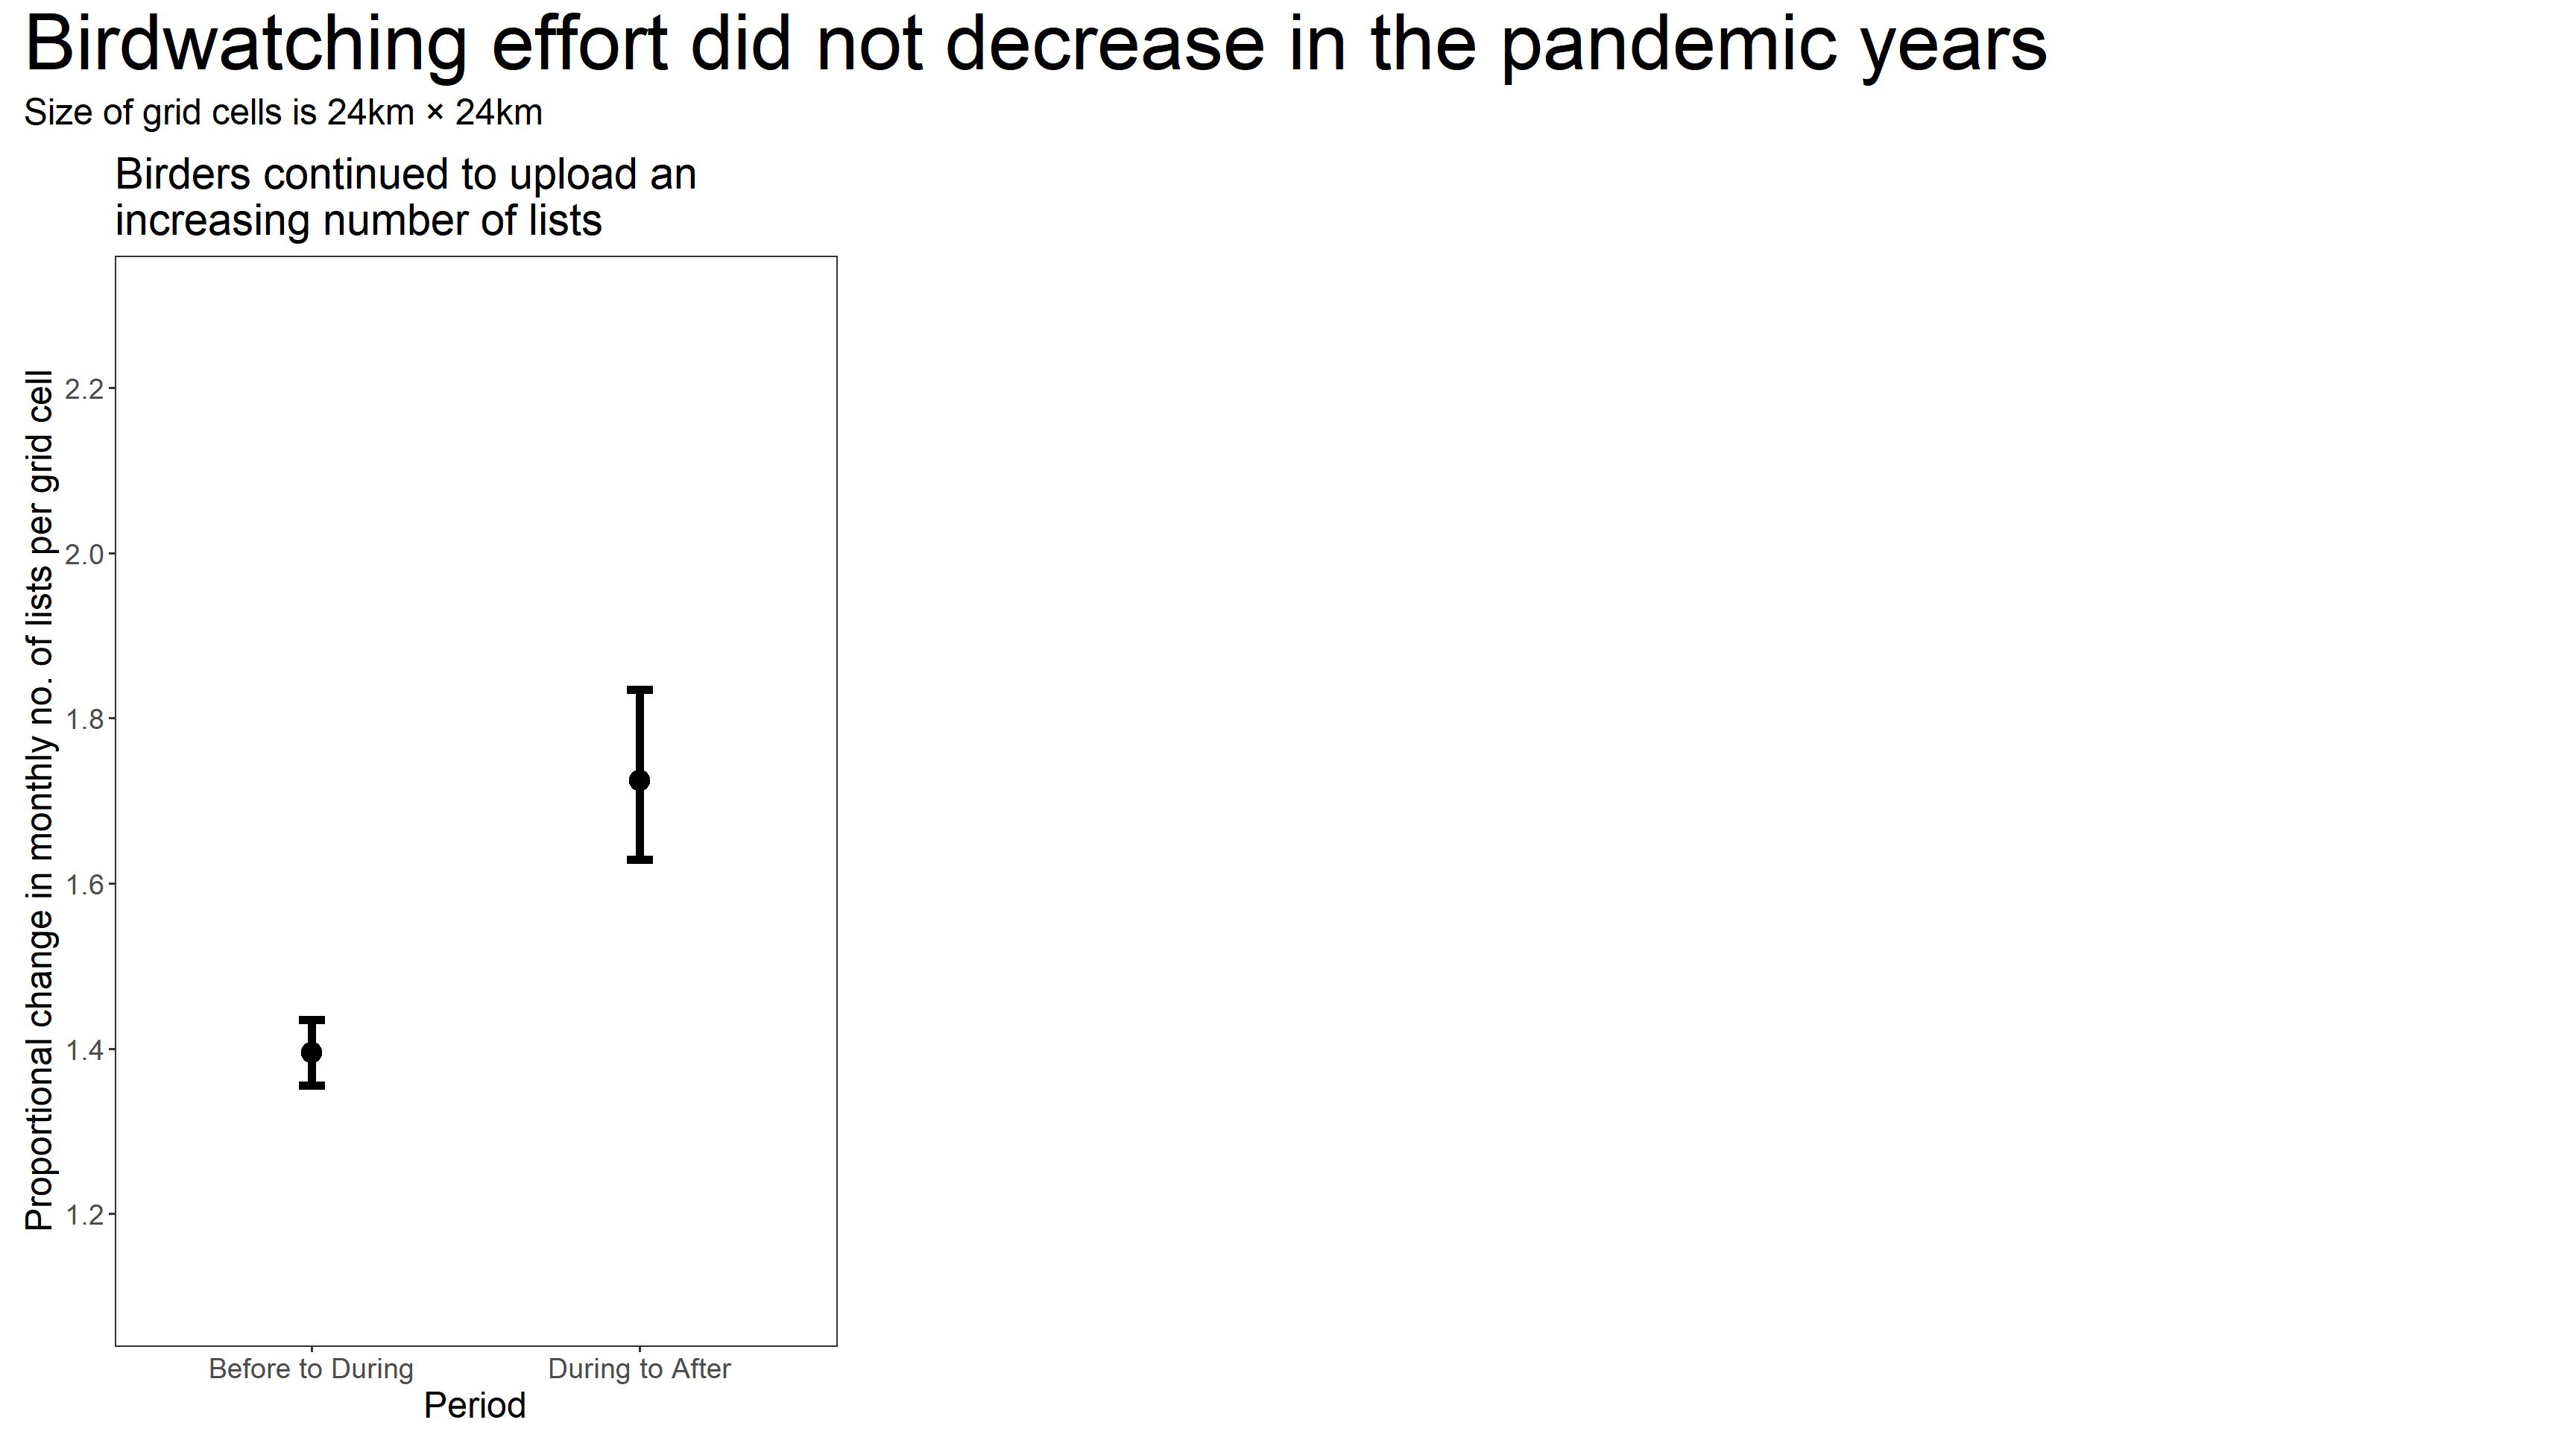 Birdwatching effort did not decrease in the pandemic years
Size of grid cells is 24km × 24km
Birders continued to upload an
increasing number of lists
Proportional change in monthly no. of lists per grid cell
2.2
2.0
1.8
1.6
1.4
1.2
Before to During
During to After
Period